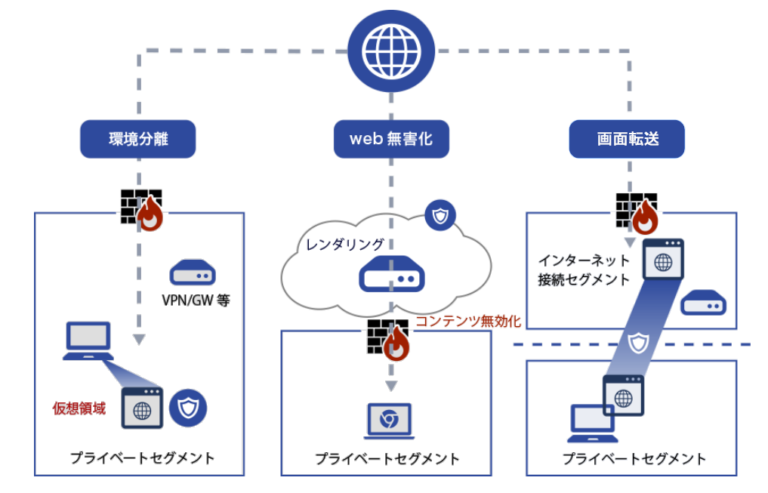 環境分離
web 無害化
画面転送
VPN/GW 等
仮想領域
プライベートセグメント
レンダリング
コンテンツ無効化
プライベートセグメント
インターネット
接続セグメント
プライベートセグメント